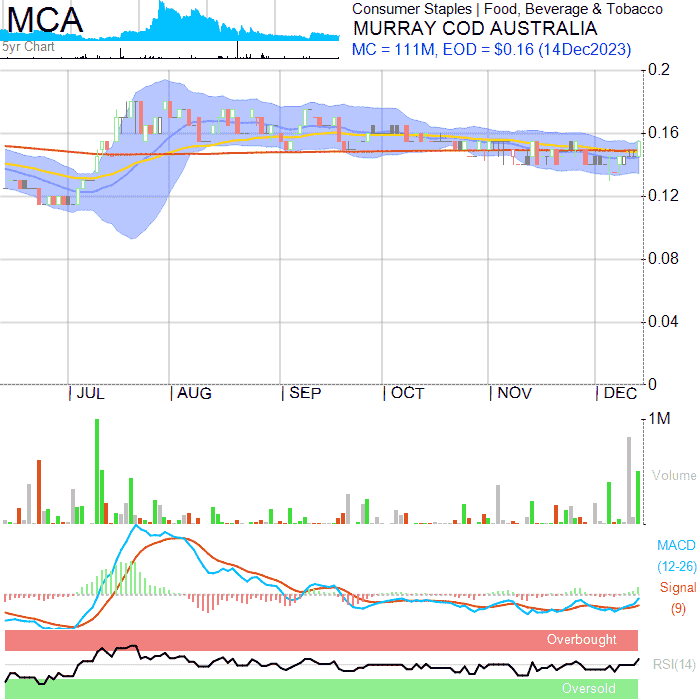 MCA
Consumer Staples | Food, Beverage & Tobacco
MURRAY COD AUSTRALIA
5yr Chart
MC = 111M, EOD = $0.16 (14Dec2023)
0.2
0.16
0.12
0.08
0.04
0
JUL AUG SEP OCT NOV DEC
1M
Volume
MACD
(12-26)
Signal
(9)
Overbought
RSI(14)
Oversold